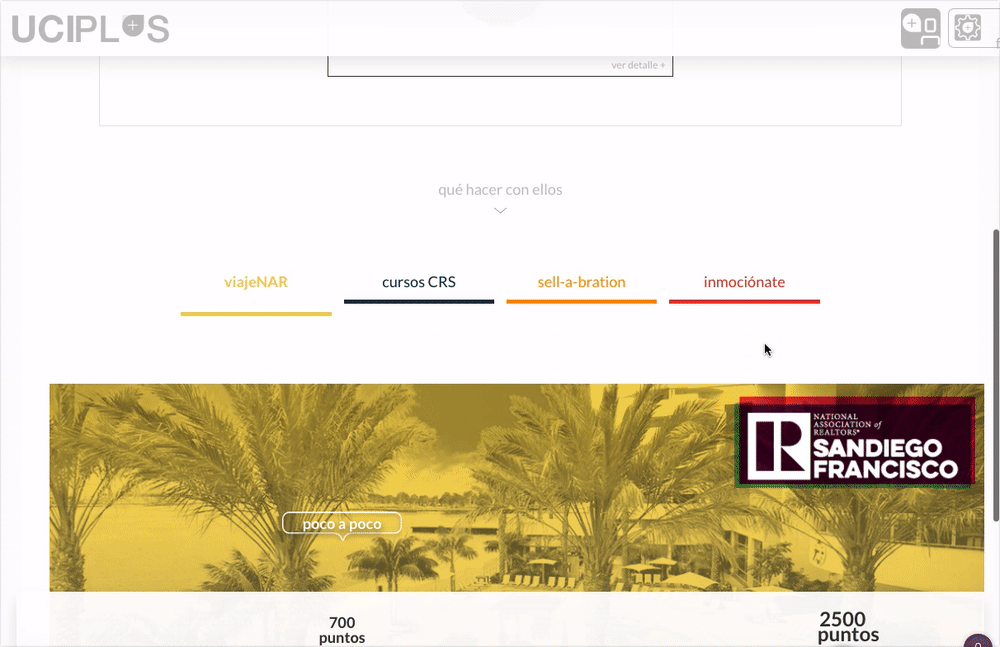 UCIPLUS
ver detalle +
qué hacer con ellos
viajeNAR
cursos CRS
sell-a-bration
inmociónate
NATIONAL
ASSOCIATION of
REALTORS®
SANDIEGO
FRANCISCO
poco a poco
700
puntos
2500
puntos